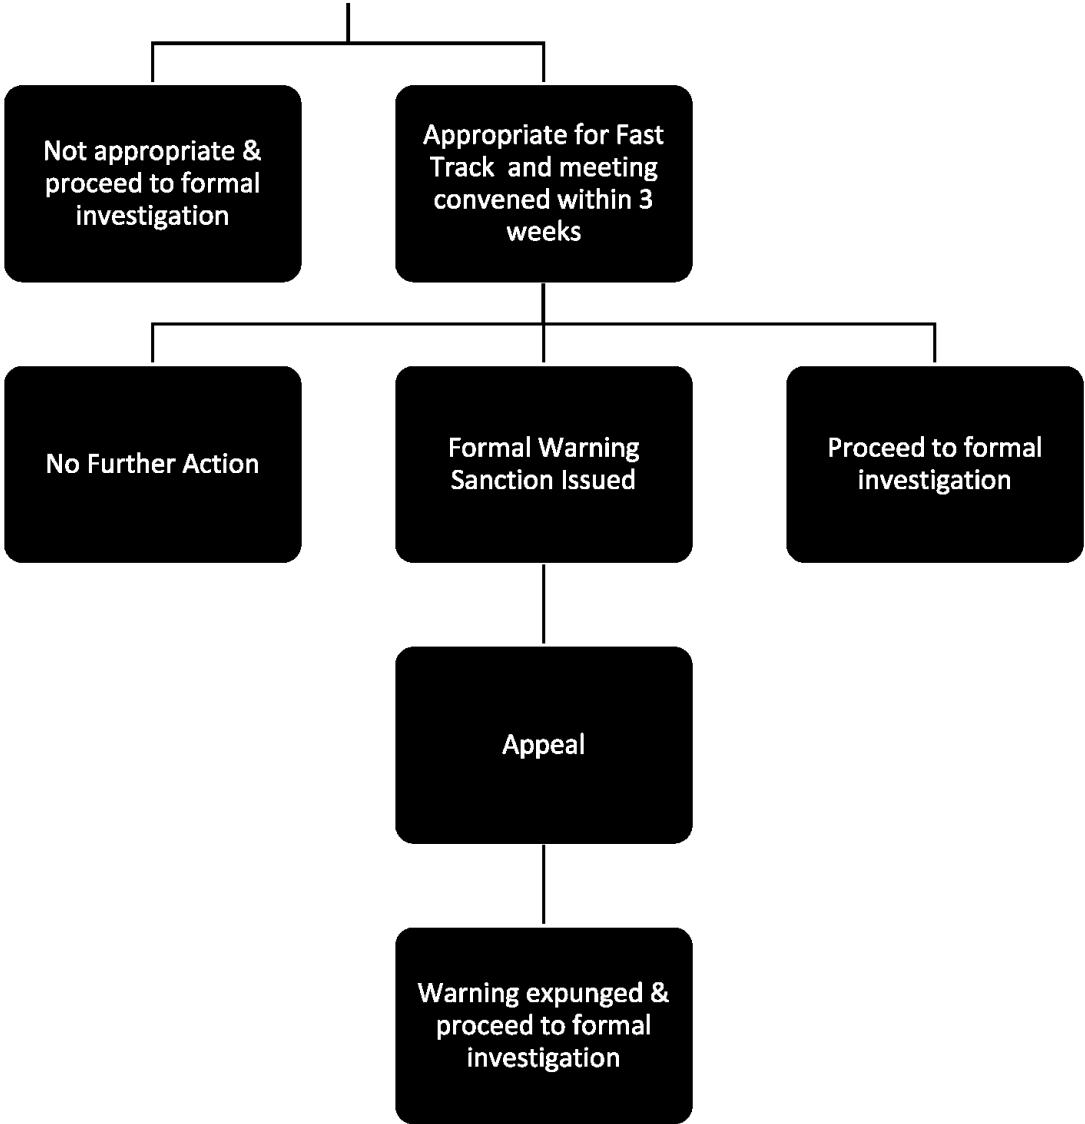 Not appropriate &
proceed to formal
investigation
Appropriate for Fast
Track and meeting
convened within 3
weeks
No Further Action
Formal Warning
Sanction Issued
Proceed to formal
investigation
Appeal
Warning expunged &
proceed to formal
investigation